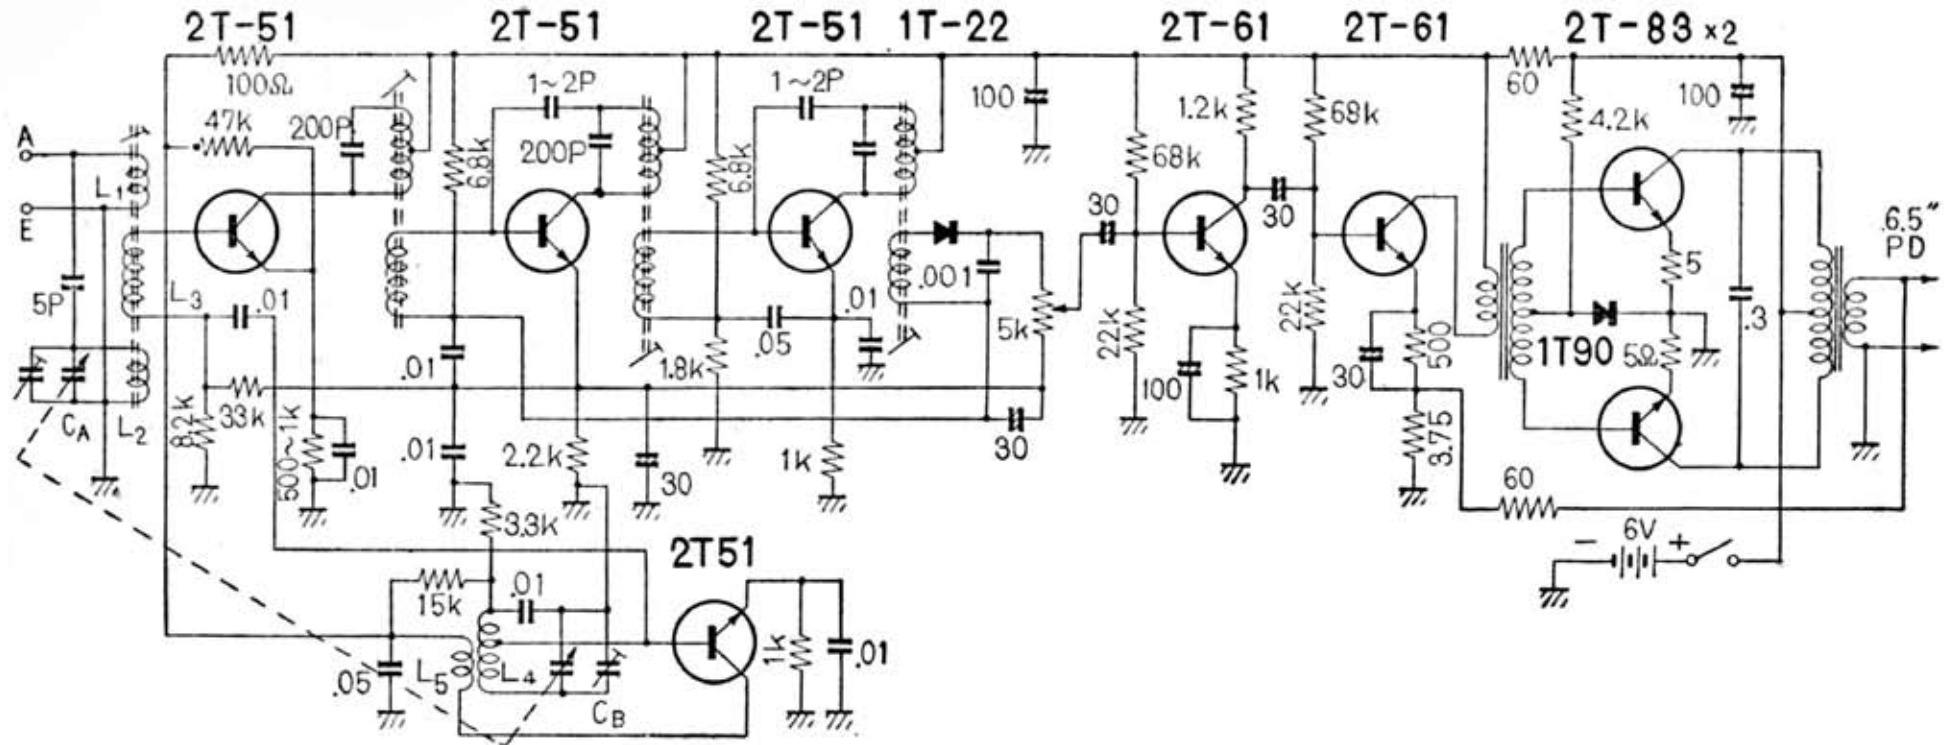 2T-51 2T-51 2T-51 1T-22 2T-61 2T-61 2T-83 ×2
100Ω
60
1~2P 1~2P
100 1.2k 68k 4.2k 100
47k 200P
A
200P
6.8k 6.8k 68k
L1
E
30 30
6.5"
PD
5
5P L3 .01 .001
.05 .01 5k 22k 22k 500 1T90 5Ω .3
.01 1.8k
100 1k 30
CA L2 8.2k 33k 500~1k .01
.01 2.2k 30 1k 30 3.75
60
3.3k
6V
− +
2T51
15k .01
.05 L5 L4 CB 1k .01